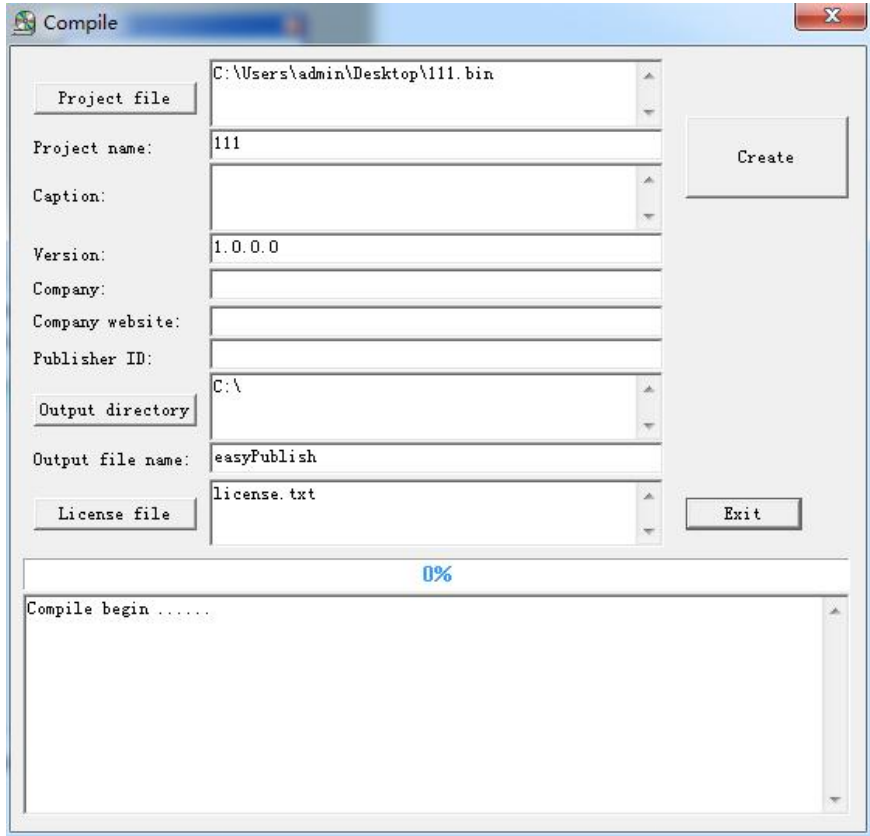 Compile
Project file
C:\Users\admin\Desktop\111.bin
Project name:
111
Create
Caption:
Version:
1.0.0.0
Company:
Company website:
Publisher ID:
Output directory
C:\
Output file name:
easyPublish
License file
license.txt
Exit
0%
Compile begin ......